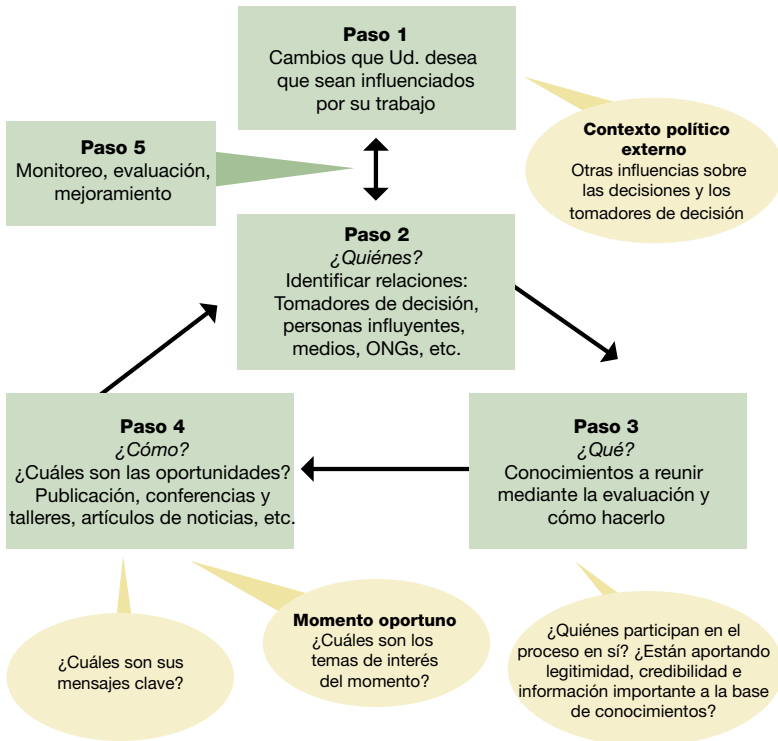 Paso 1
Cambios que Ud. desea
que sean influenciados
por su trabajo
Contexto político
externo
Otras influencias sobre
las decisiones y los
tomadores de decisión
Paso 5
Monitoreo, evaluación,
mejoramiento
Paso 2
¿Quiénes?
Identificar relaciones:
Tomadores de decisión,
personas influyentes,
medios, ONGs, etc.
Paso 4
¿Cómo?
¿Cuáles son las oportunidades?
Publicación, conferencias y
talleres, artículos de noticias, etc.
Paso 3
¿Qué?
Conocimientos a reunir
mediante la evaluación y
cómo hacerlo
¿Cuáles son sus
mensajes clave?
Momento oportuno
¿Cuáles son los
temas de interés
del momento?
¿Quiénes participan en el
proceso en sí? ¿Están aportando
legitimidad, credibilidad e
información importante a la base
de conocimientos?